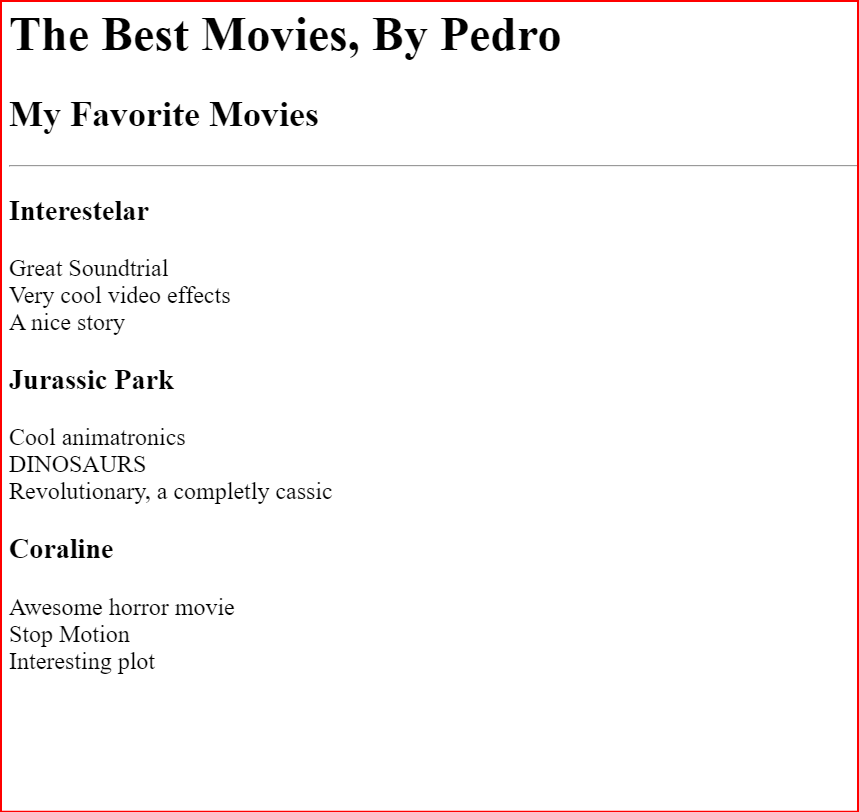 The Best Movies, By Pedro
My Favorite Movies
Interestelar
Great Soundtrial
Very cool video effects
A nice story
Jurassic Park
Cool animatronics
DINOSAURS
Revolutionary, a completly cassic
Coraline
Awesome horror movie
Stop Motion
Interesting plot